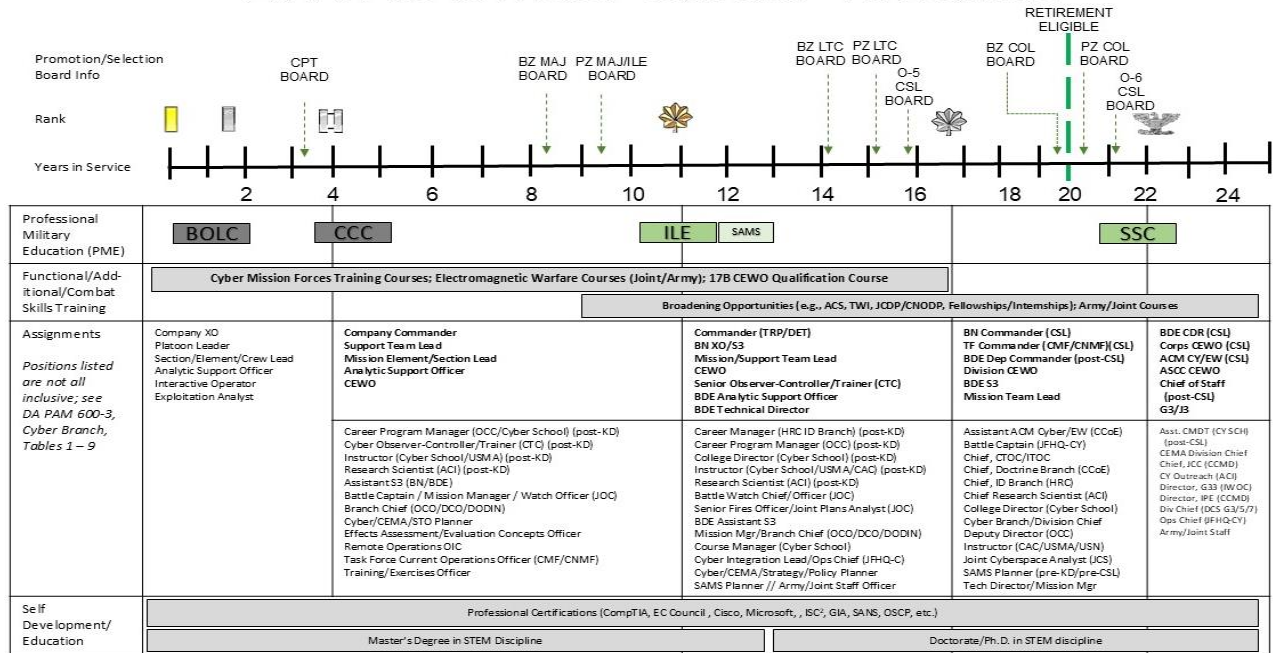 RETIREMENT
ELIGIBLE
Promotion/Selection
Board Info
CPT
BOARD
BZ MAJ
BOARD
PZ MAJ/ILE
BOARD
BZ LTC
BOARD
PZ LTC
BOARD
O-5
CSL
BOARD
BZ COL
BOARD
PZ COL
BOARD
O-6
CSL
BOARD
Rank
Years in Service
2 4 6 8 10 12 14 16 18 20 22 24
Professional
Military
Education (PME)
BOLC
CCC
ILE
SAMS
SSC
Functional/Add-
itional/Combat
Skills Training
Cyber Mission Forces Training Courses; Electromagnetic Warfare Courses (Joint/Army); 17B CEWO Qualification Course
Broadening Opportunities (e.g., ACS, TWI, JCDP/CNODP, Fellowships/Internships); Army/Joint Courses
Assignments
Positions listed
are not all
inclusive; see
DA PAM 600-3,
Cyber Branch,
Tables 1 – 9
Company XO
Platoon Leader
Section/Element/Crew Lead
Analytic Support Officer
Interactive Operator
Exploitation Analyst
Company Commander
Support Team Lead
Mission Element/Section Lead
Analytic Support Officer
CEWO
Commander (TRP/DET)
BN XO/S3
Mission/Support Team Lead
CEWO
Senior Observer-Controller/Trainer (CTC)
BDE Analytic Support Officer
BDE Technical Director
BN Commander (CSL)
TF Commander (CMF/CNMF)(CSL)
BDE Dep Commander (post-CSL)
Division CEWO
BDE S3
Mission Team Lead
BDE CDR (CSL)
Corps CEWO (CSL)
ACM CY/EW (CSL)
ASCC CEWO
Chief of Staff
(post-CSL)
G3/J3
Career Program Manager (OCC/Cyber School) (post-KD)
Cyber Observer-Controller/Trainer (CTC) (post-KD)
Instructor (Cyber School/USMA) (post-KD)
Research Scientist (ACI) (post-KD)
Assistant S3 (BN/BDE)
Battle Captain / Mission Manager / Watch Officer (JOC)
Branch Chief (OCO/DCO/DODIN)
Cyber/CEMA/STO Planner
Effects Assessment/Evaluation Concepts Officer
Remote Operations OIC
Task Force Current Operations Officer (CMF/CNMF)
Training/Exercises Officer
Career Manager (HRC ID Branch) (post-KD)
Career Program Manager (OCC) (post-KD)
College Director (Cyber School) (post-KD)
Instructor (Cyber School/USMA/CAC) (post-KD)
Research Scientist (ACI) (post-KD)
Battle Watch Chief/Officer (JOC)
Senior Fires Officer/Joint Plans Analyst (JOC)
BDE Assistant S3
Mission Mgr/Branch Chief (OCO/DCO/DODIN)
Course Manager (Cyber School)
Cyber Integration Lead/Ops Chief (JFHQ-C)
Cyber/CEMA/Strategy/Policy Planner
SAMS Planner // Army/Joint Staff Officer
Assistant ACM Cyber/EW (CCoE)
Battle Captain (JFHQ-CY)
Chief, CTOC/ITOC
Chief, Doctrine Branch (CCoE)
Chief, ID Branch (HRC)
Chief Research Scientist (ACI)
College Director (Cyber School)
Cyber Branch/Division Chief
Deputy Director (OCC)
Instructor (CAC/USMA/USN)
Joint Cyberspace Analyst (JCS)
SAMS Planner (pre-KD/pre-CSL)
Tech Director/Mission Mgr
Asst. CMDT (CY SCH)
(post-CSL)
CEMA Division Chief
Chief, JCC (CCMD)
CY Outreach (ACI)
Director, G33 (IWOC)
Director, IPE (CCMD)
Div Chief (DCS G3/5/7)
Ops Chief (JFHQ-CY)
Army/Joint Staff
Self
Development/
Education
Professional Certifications (CompTIA, EC Council , Cisco, Microsoft, , ISC², GIA, SANS, OSCP, etc.)
Master's Degree in STEM Discipline
Doctorate/Ph.D. in STEM discipline